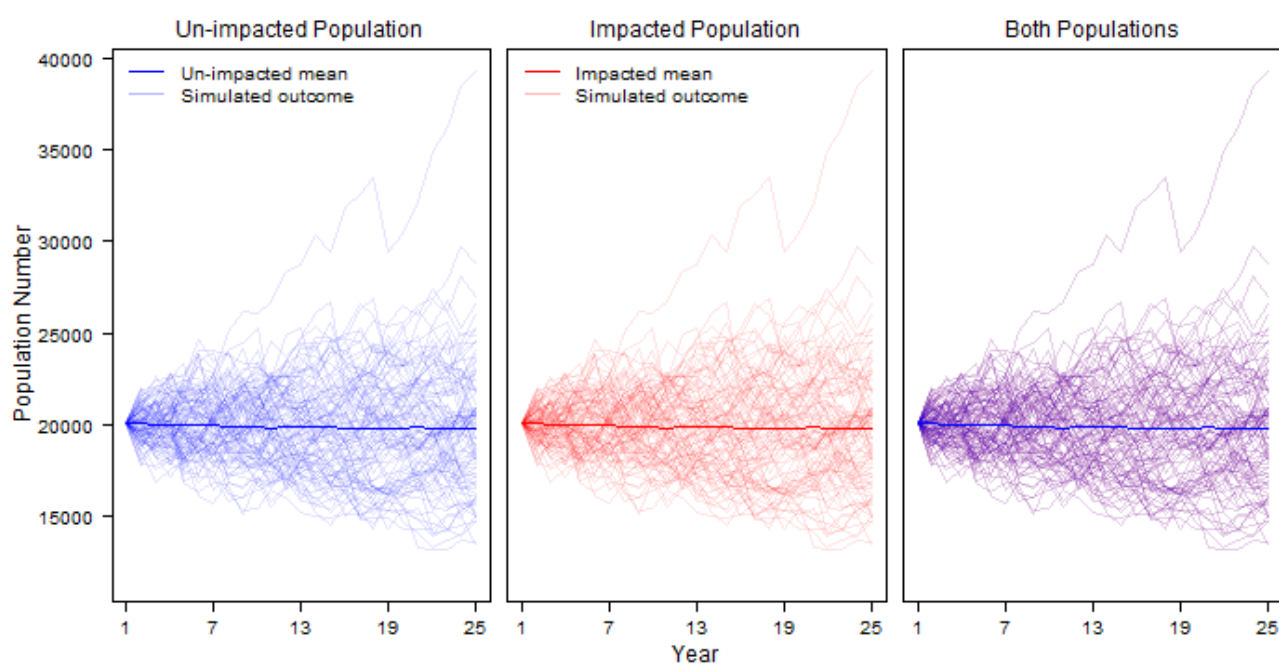 Un-impacted Population
Impacted Population
Both Populations
Un-impacted mean
Simulated outcome
Impacted mean
Simulated outcome
Population Number
40000
35000
30000
25000
20000
15000
1 7 13 19 25
1 7 13 19 25
1 7 13 19 25
Year